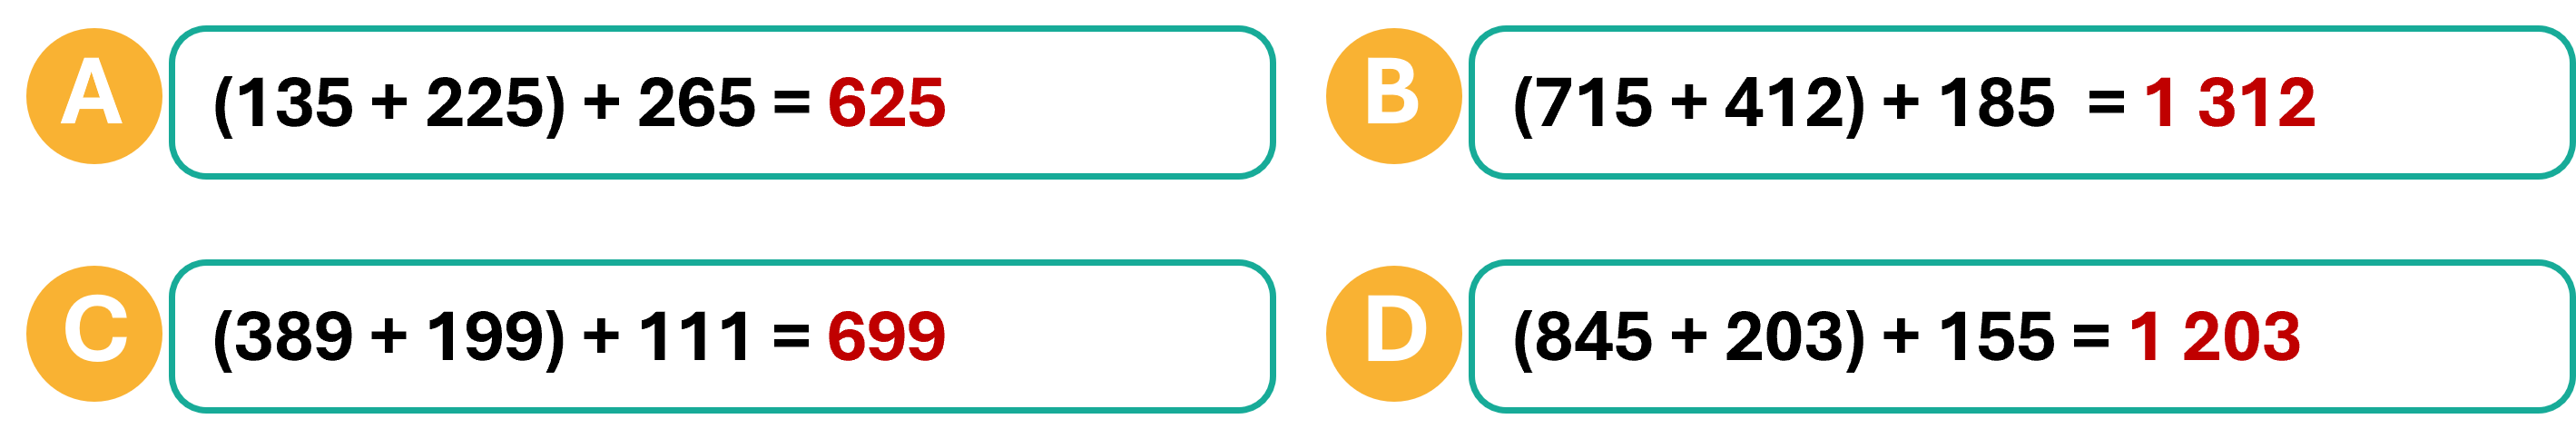 A (135 + 225) + 265 = 625
B (715 + 412) + 185 = 1 312
C (389 + 199) + 111 = 699
D (845 + 203) + 155 = 1 203